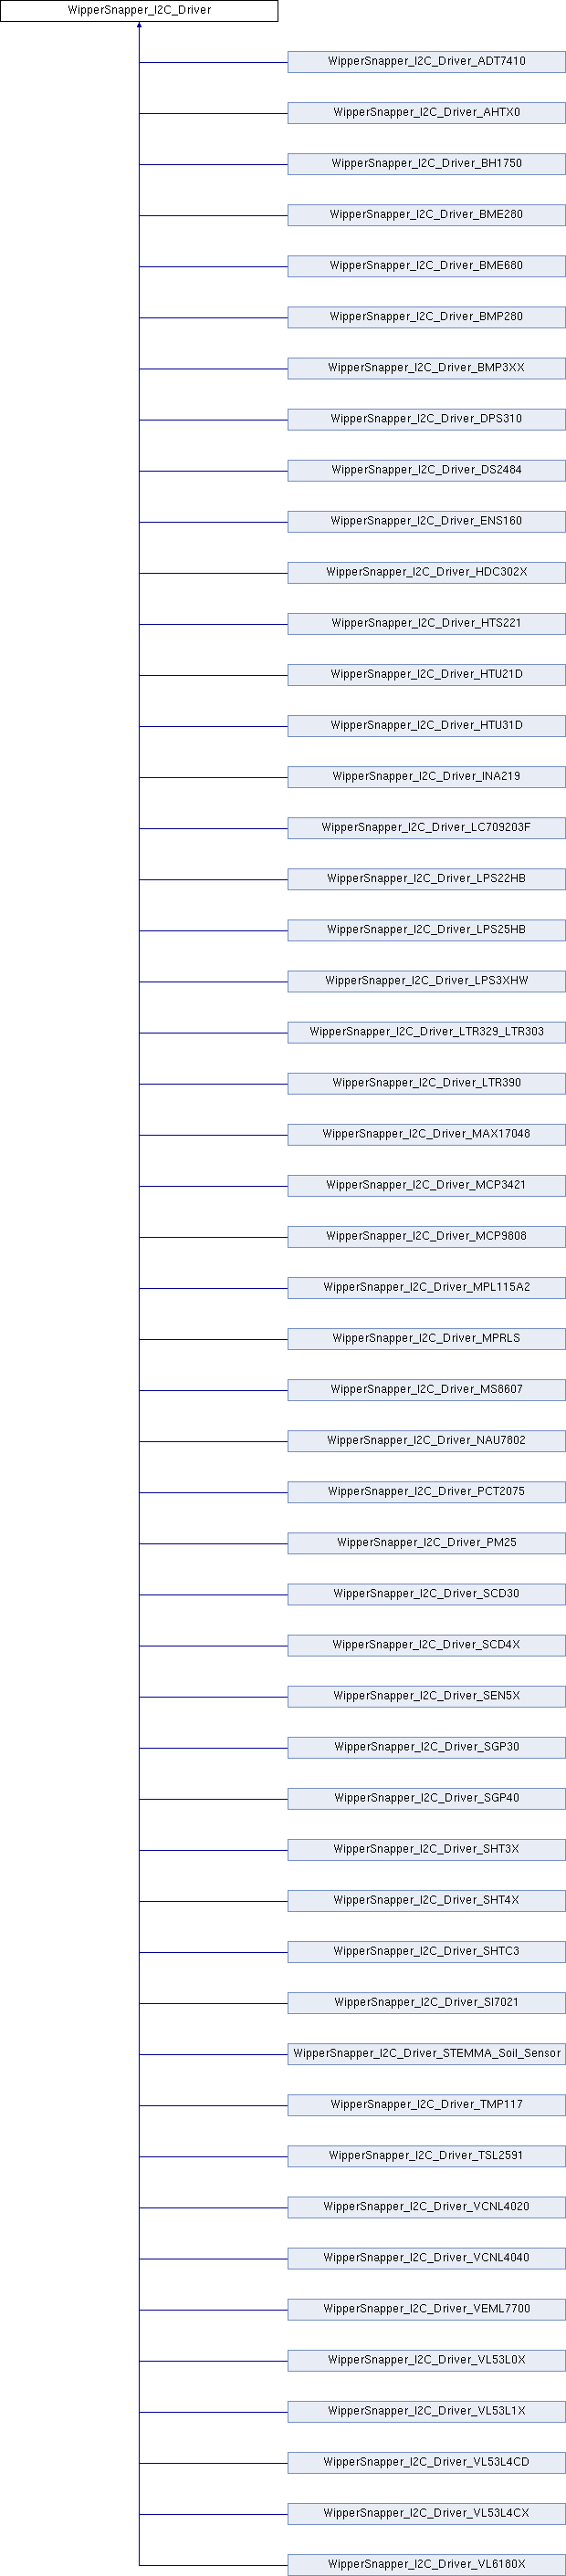 WipperSnapper_I2C_Driver
WipperSnapper_I2C_Driver_ADT7410
WipperSnapper_I2C_Driver_AHTX0
WipperSnapper_I2C_Driver_BH1750
WipperSnapper_I2C_Driver_BME280
WipperSnapper_I2C_Driver_BME680
WipperSnapper_I2C_Driver_BMP280
WipperSnapper_I2C_Driver_BMP3XX
WipperSnapper_I2C_Driver_DPS310
WipperSnapper_I2C_Driver_DS2484
WipperSnapper_I2C_Driver_ENS160
WipperSnapper_I2C_Driver_HDC302X
WipperSnapper_I2C_Driver_HTS221
WipperSnapper_I2C_Driver_HTU21D
WipperSnapper_I2C_Driver_HTU31D
WipperSnapper_I2C_Driver_INA219
WipperSnapper_I2C_Driver_LC709203F
WipperSnapper_I2C_Driver_LPS22HB
WipperSnapper_I2C_Driver_LPS25HB
WipperSnapper_I2C_Driver_LPS3XHW
WipperSnapper_I2C_Driver_LTR329_LTR303
WipperSnapper_I2C_Driver_LTR390
WipperSnapper_I2C_Driver_MAX17048
WipperSnapper_I2C_Driver_MCP3421
WipperSnapper_I2C_Driver_MCP9808
WipperSnapper_I2C_Driver_MPL115A2
WipperSnapper_I2C_Driver_MPRLS
WipperSnapper_I2C_Driver_MS8607
WipperSnapper_I2C_Driver_NAU7802
WipperSnapper_I2C_Driver_PCT2075
WipperSnapper_I2C_Driver_PM25
WipperSnapper_I2C_Driver_SCD30
WipperSnapper_I2C_Driver_SCD4X
WipperSnapper_I2C_Driver_SEN5X
WipperSnapper_I2C_Driver_SGP30
WipperSnapper_I2C_Driver_SGP40
WipperSnapper_I2C_Driver_SHT3X
WipperSnapper_I2C_Driver_SHT4X
WipperSnapper_I2C_Driver_SHTC3
WipperSnapper_I2C_Driver_SI7021
WipperSnapper_I2C_Driver_STEMMA_Soil_Sensor
WipperSnapper_I2C_Driver_TMP117
WipperSnapper_I2C_Driver_TSL2591
WipperSnapper_I2C_Driver_VCNL4020
WipperSnapper_I2C_Driver_VCNL4040
WipperSnapper_I2C_Driver_VEML7700
WipperSnapper_I2C_Driver_VL53L0X
WipperSnapper_I2C_Driver_VL53L1X
WipperSnapper_I2C_Driver_VL53L4CD
WipperSnapper_I2C_Driver_VL53L4CX
WipperSnapper_I2C_Driver_VL6180X